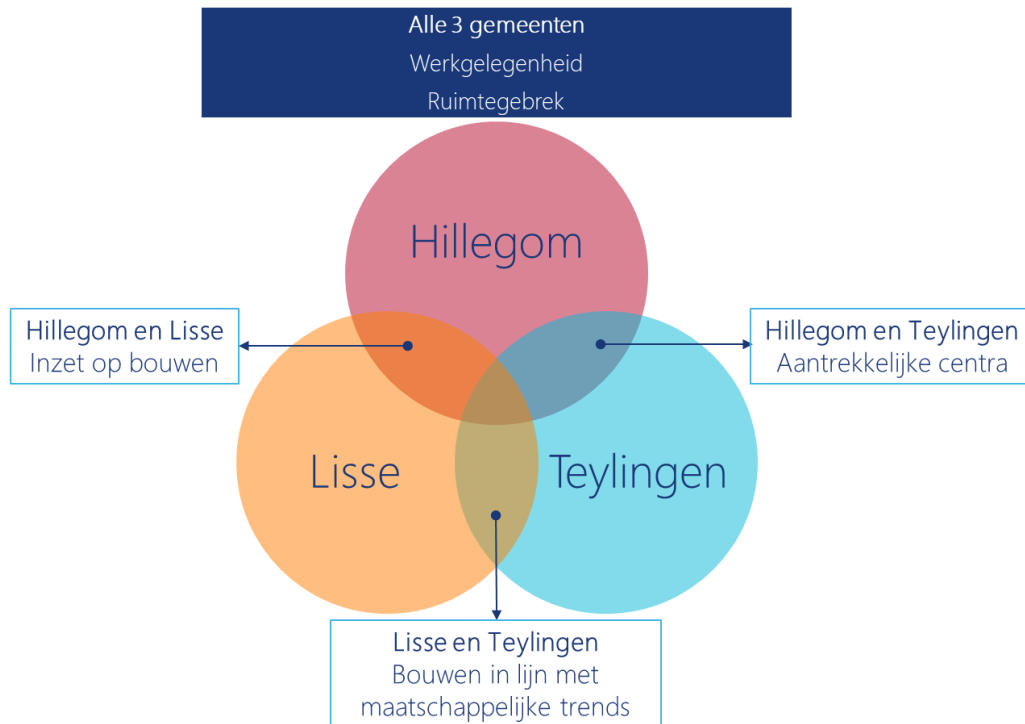 Alle 3 gemeenten
Werkgelegenheid
Ruimtegebrek
Hillegom
Hillegom en Lisse
Inzet op bouwen
Hillegom en Teylingen
Aantrekkelijke centra
Lisse
Teylingen
Lisse en Teylingen
Bouwen in lijn met
maatschappelijke trends